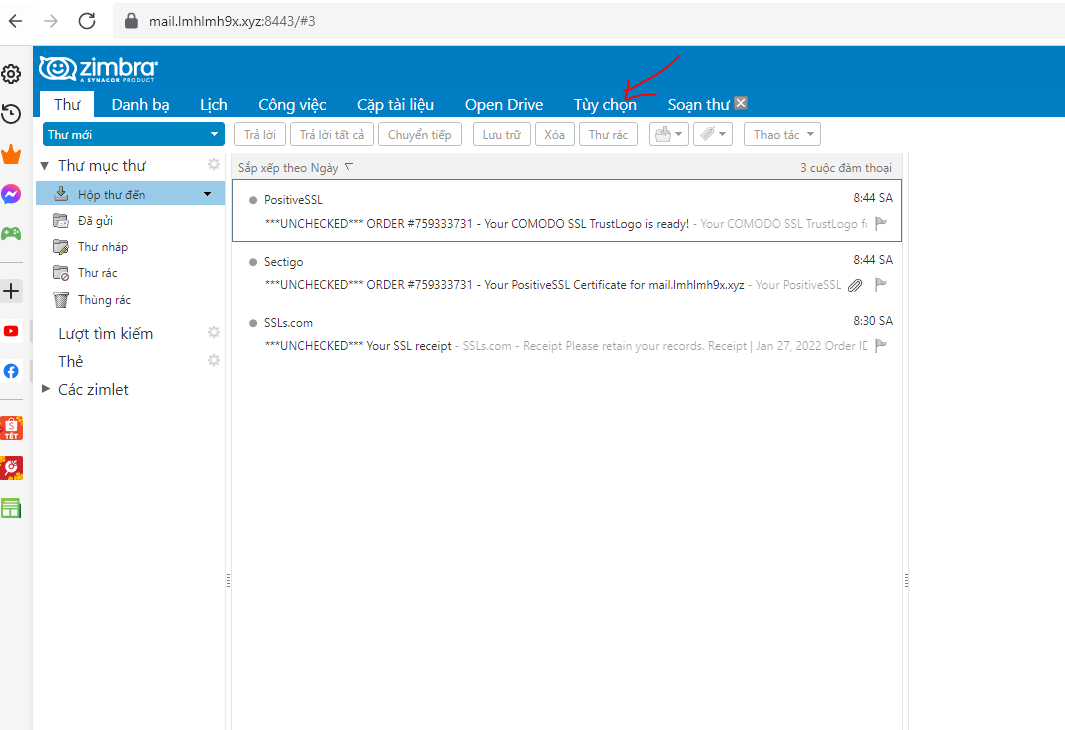 mail.lmhlmh9x.xyz:8443/#3
zimbra
A SYNACOR PRODUCT
Thư Danh bạ Lịch Công việc Cặp tài liệu Open Drive Tùy chọn Soạn thư
Thư mới Trả lời Trả lời tất cả Chuyển tiếp Lưu trữ Xóa Thư rác Thao tác
Thư mục thư
Hộp thư đến
Đã gửi
Thư nháp
Thư rác
Thùng rác
Lượt tìm kiếm
Thẻ
Các zimlet
Sắp xếp theo Ngày 3 cuộc đàm thoại
PositiveSSL 8:44 SA
***UNCHECKED*** ORDER #759333731 - Your COMODO SSL TrustLogo is ready! - Your COMODO SSL TrustLogo
Sectigo 8:44 SA
***UNCHECKED*** ORDER #759333731 - Your PositiveSSL Certificate for mail.lmhlmh9x.xyz - Your PositiveSSL
SSLs.com 8:30 SA
***UNCHECKED*** Your SSL receipt - SSLs.com - Receipt Please retain your records. Receipt | Jan 27, 2022 Order ID
TẾT